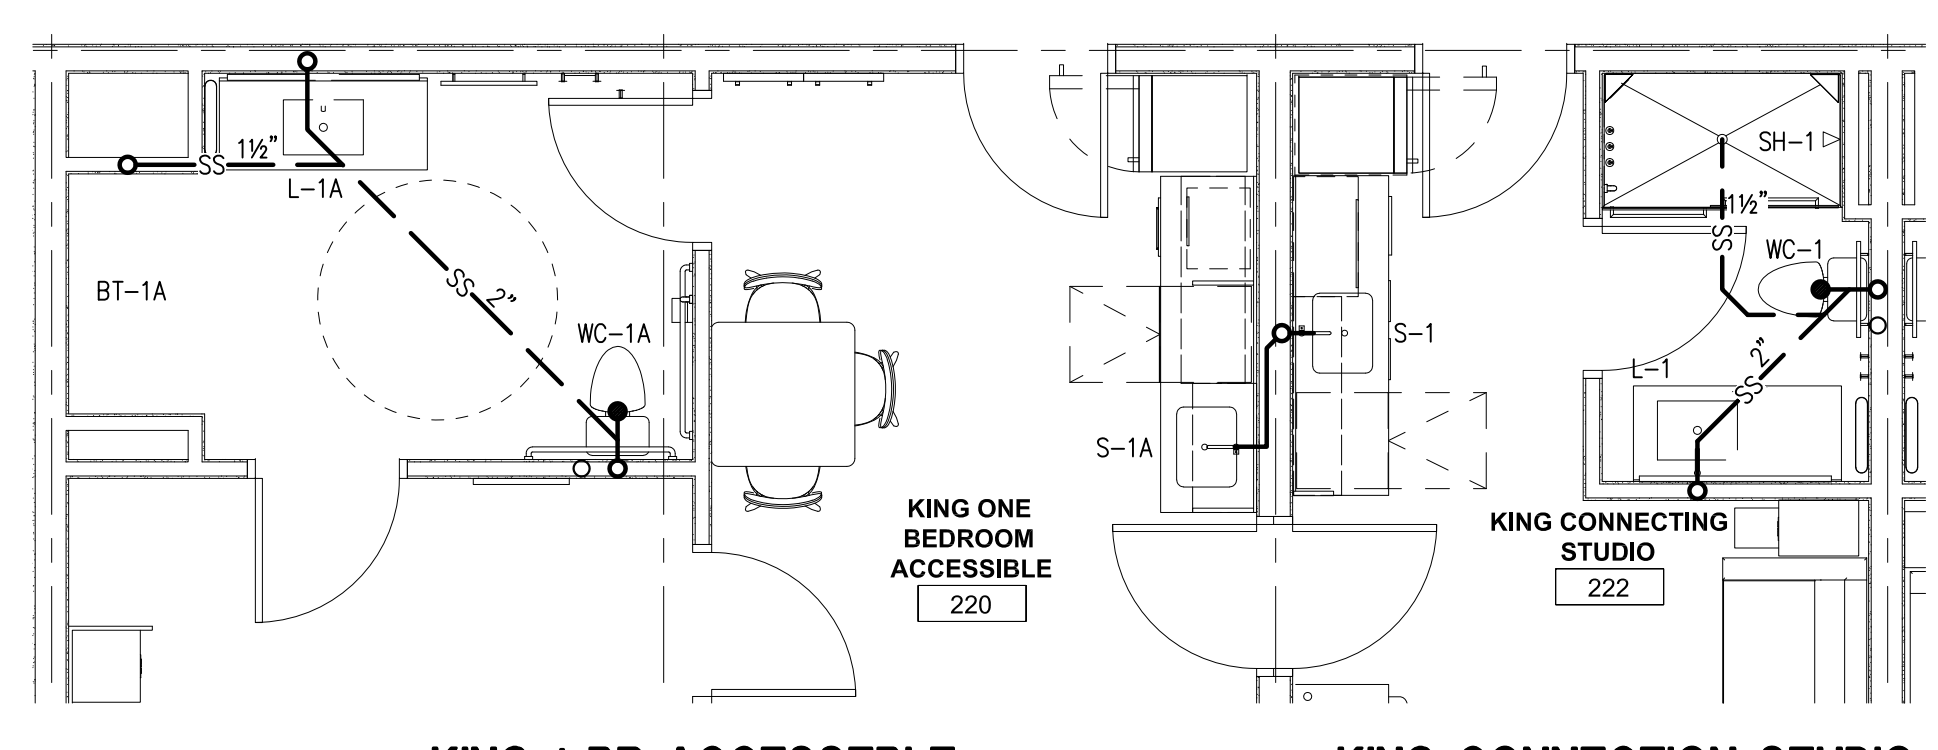 1½"
SS
L-1A
SH-1
1½"
SS
WC-1
BT-1A
SS 2"
WC-1A
S-1
SS 2"
L-1
S-1A
KING ONE
BEDROOM
ACCESSIBLE
220
KING CONNECTING
STUDIO
222